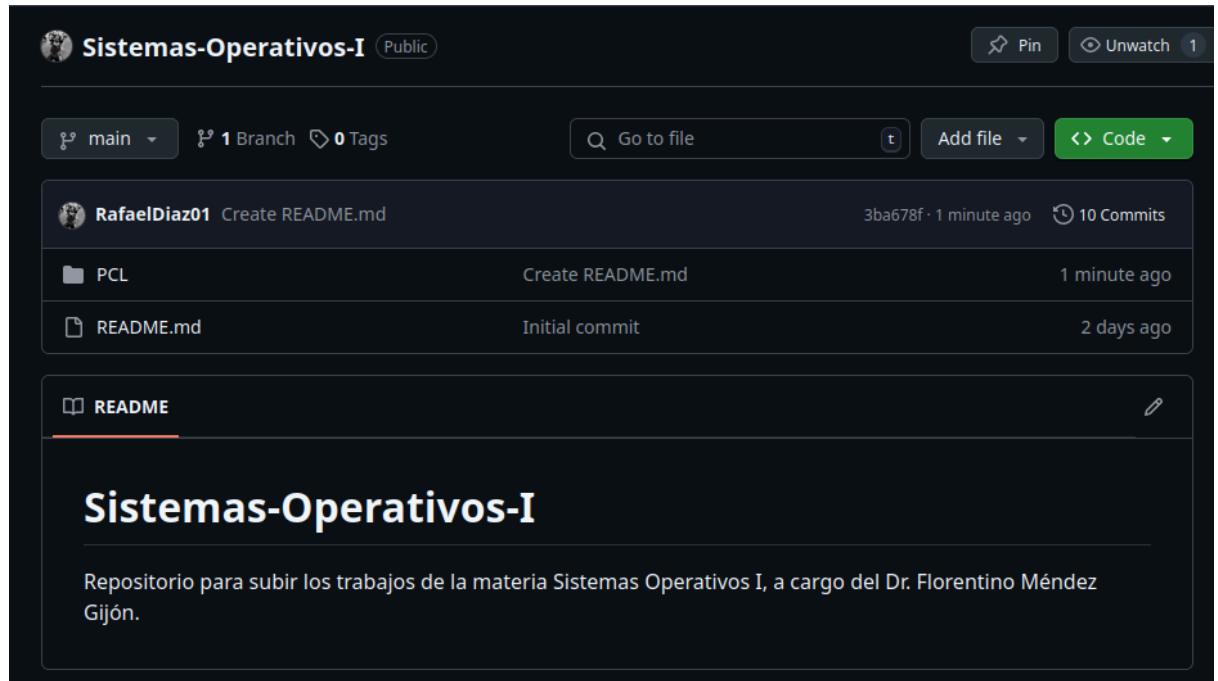 Sistemas-Operativos-I Public Pin Unwatch 1
main 1 Branch 0 Tags Go to file t Add file Code
RafaelDiaz01 Create README.md 3ba678f · 1 minute ago 10 Commits
PCL Create README.md 1 minute ago
README.md Initial commit 2 days ago
README
Sistemas-Operativos-I
Repositorio para subir los trabajos de la materia Sistemas Operativos I, a cargo del Dr. Florentino Méndez
Gijón.